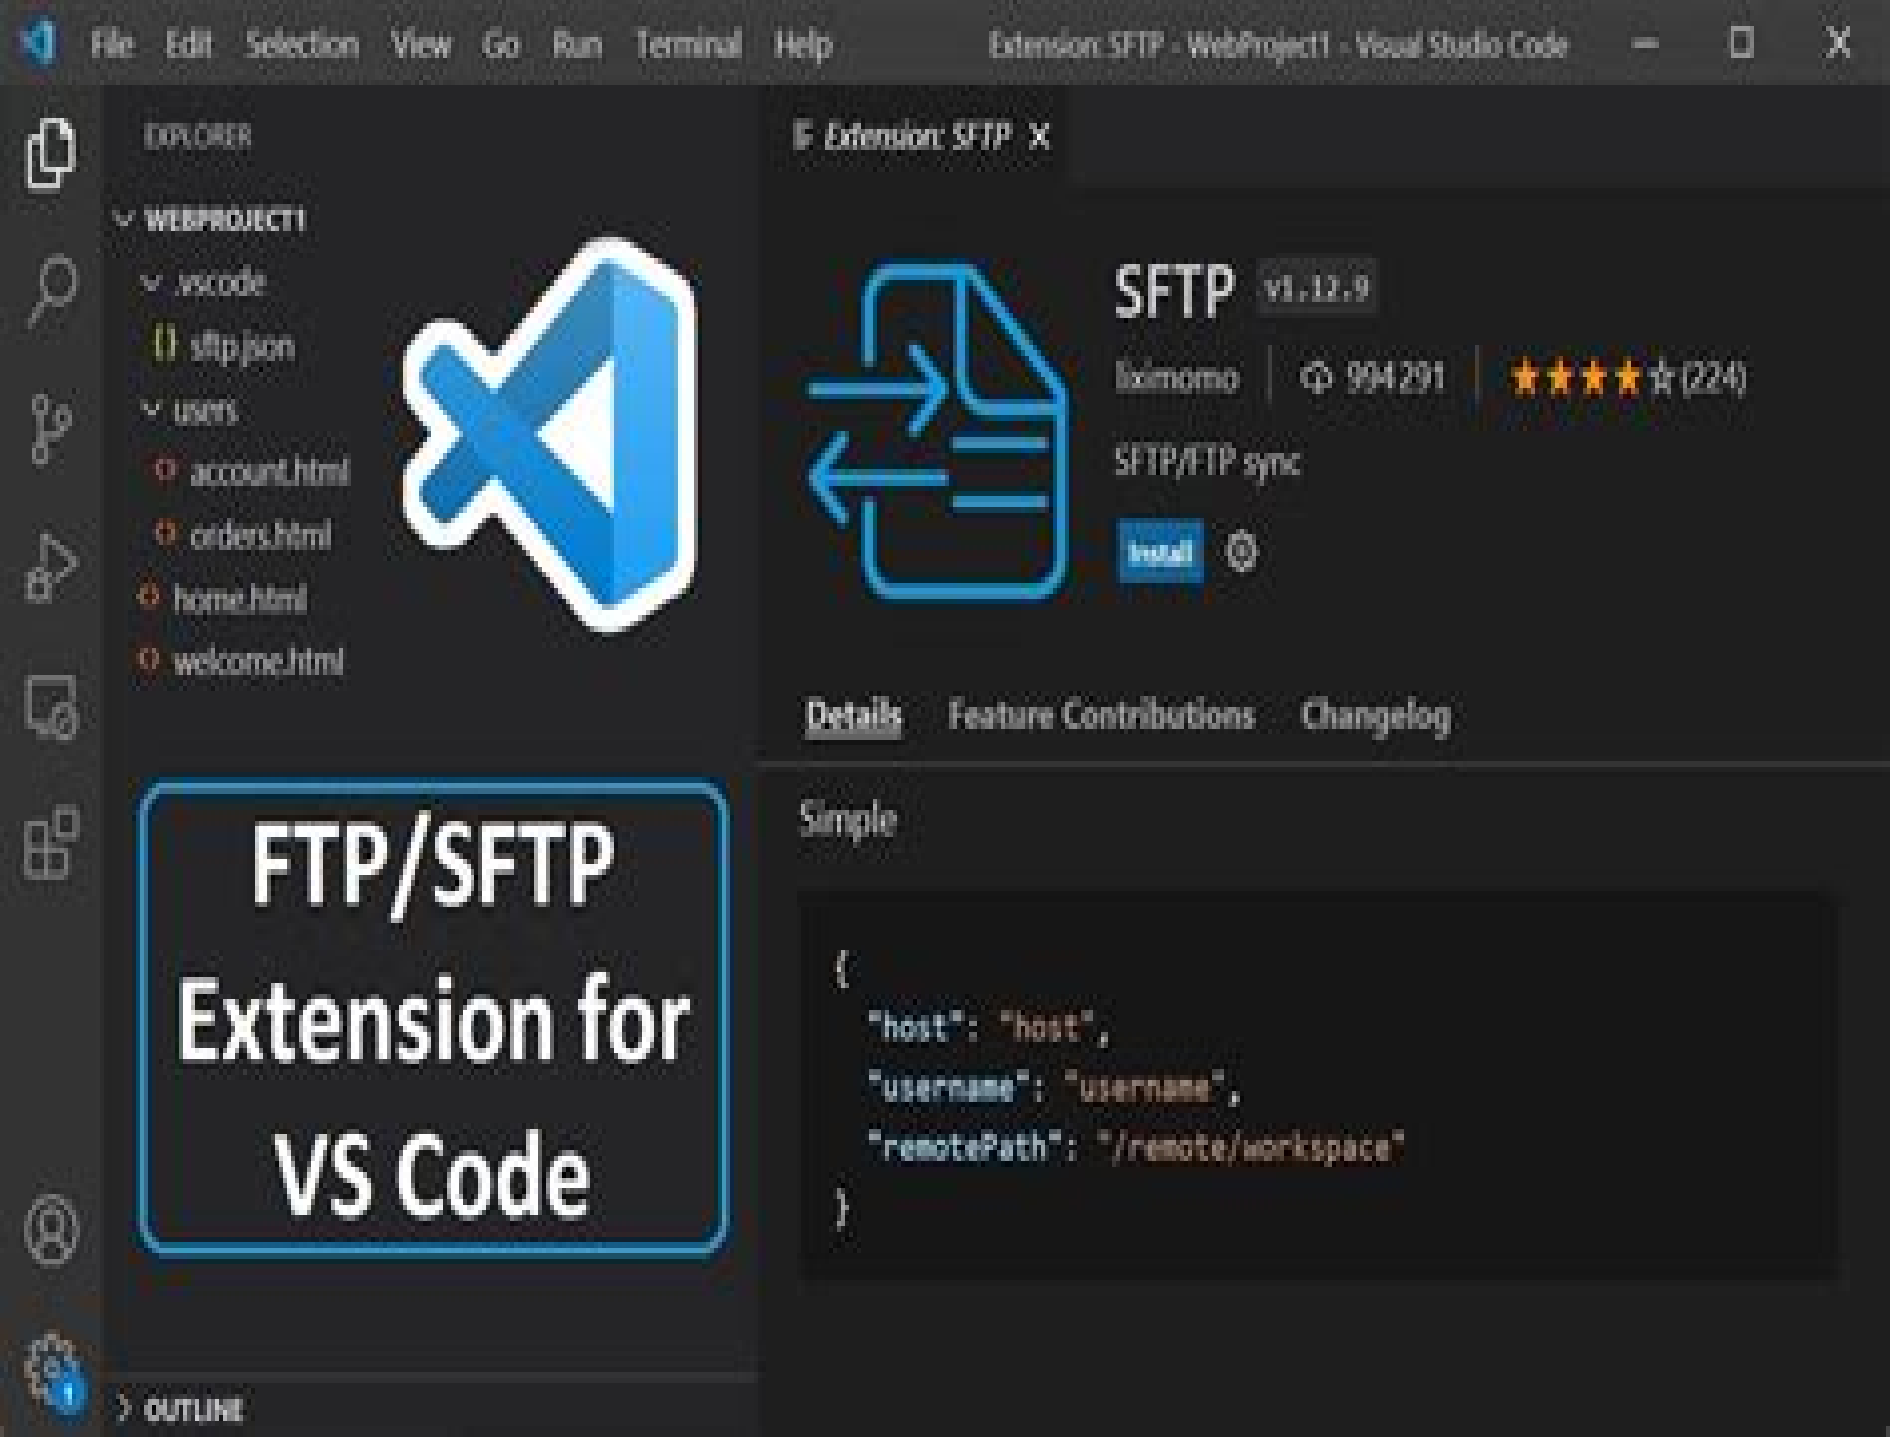 File Edit Selection View Go Run Terminal Help Extension: SFTP - WebProject1 - Visual Studio Code
EXPLORER
WEBPROJECT1
.vscode
{} sftp.json
users
account.html
orders.html
home.html
welcome.html
FTP/SFTP
Extension for
VS Code
OUTLINE
1
Extension: SFTP X
SFTP v1.12.9
liximomo 994291 (224)
SFTP/FTP sync
Install
Details Feature Contributions Changelog
Simple
{
"host": "host",
"username": "username",
"remotePath": "/remote/workspace"
}